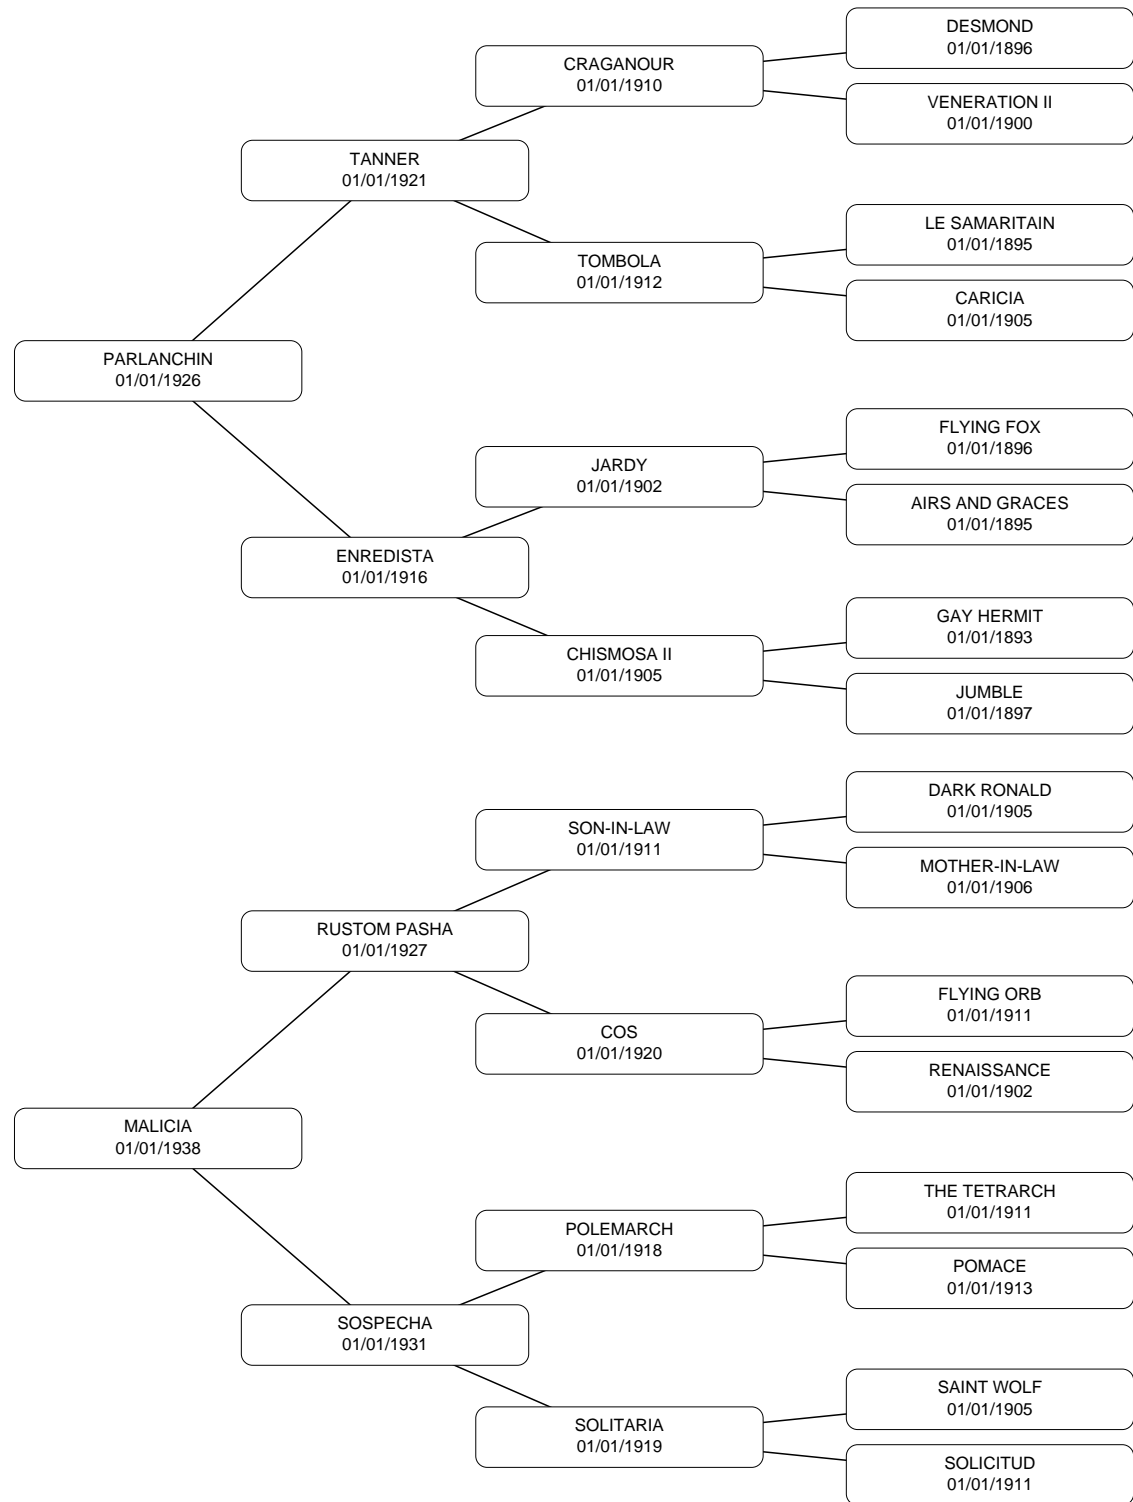 DESMOND
01/01/1896
CRAGANOUR
01/01/1910
VENERATION II
01/01/1900
TANNER
01/01/1921
LE SAMARITAIN
01/01/1895
TOMBOLA
01/01/1912
CARICIA
01/01/1905
PARLANCHIN
01/01/1926
FLYING FOX
01/01/1896
JARDY
01/01/1902
AIRS AND GRACES
01/01/1895
ENREDISTA
01/01/1916
GAY HERMIT
01/01/1893
CHISMOSA II
01/01/1905
JUMBLE
01/01/1897
DARK RONALD
01/01/1905
SON-IN-LAW
01/01/1911
MOTHER-IN-LAW
01/01/1906
RUSTOM PASHA
01/01/1927
FLYING ORB
01/01/1911
COS
01/01/1920
RENAISSANCE
01/01/1902
MALICIA
01/01/1938
THE TETRARCH
01/01/1911
POLEMARCH
01/01/1918
POMACE
01/01/1913
SOSPECHA
01/01/1931
SAINT WOLF
01/01/1905
SOLITARIA
01/01/1919
SOLICITUD
01/01/1911